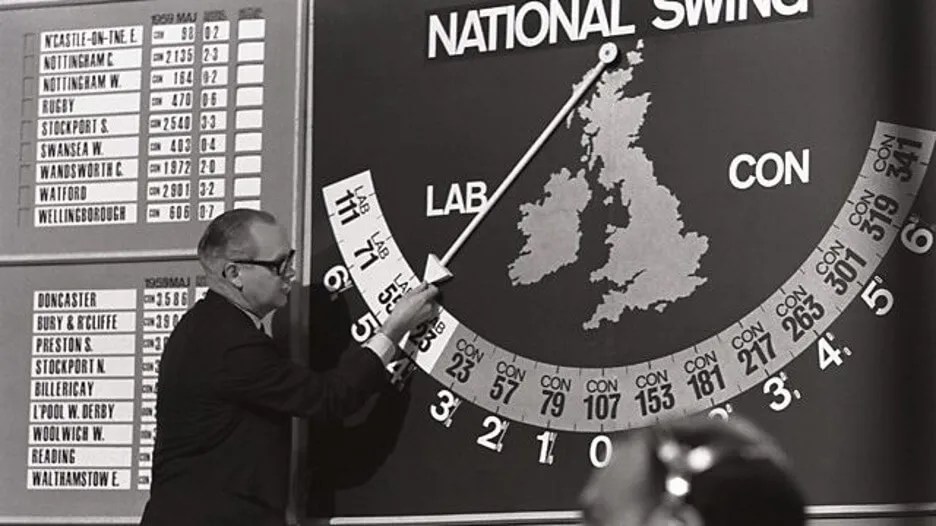 1959 MAJ
N'CASTLE-ON-TNE. E. CON 98 0·2
NOTTINGHAM C. CON 2135 2·3
NOTTINGHAM W. CON 164 0·2
RUGBY CON 470 0·6
STOCKPORT S. CON 2540 3·3
SWANSEA W. CON 403 0·4
WANDSWORTH C. CON 1972 2·0
WATFORD CON 2901 3·2
WELLINGBOROUGH CON 606 0·7
1959 MAJ
DONCASTER CON 3586
BURY & R'CLIFFE
PRESTON S.
STOCKPORT N.
BILLERICAY
L'POOL W. DERBY
WOOLWICH W.
READING
WALTHAMSTOW E.
NATIONAL SWING
LAB
CON
LAB 111
LAB 71
LAB
LAB 23
CON 23
CON 57
CON 79
CON 107
CON 153
CON 181
CON 217
CON 263
CON 301
CON 319
CON 341
6%
5
4%
3%
2%
1%
0
3%
4%
5%
6%